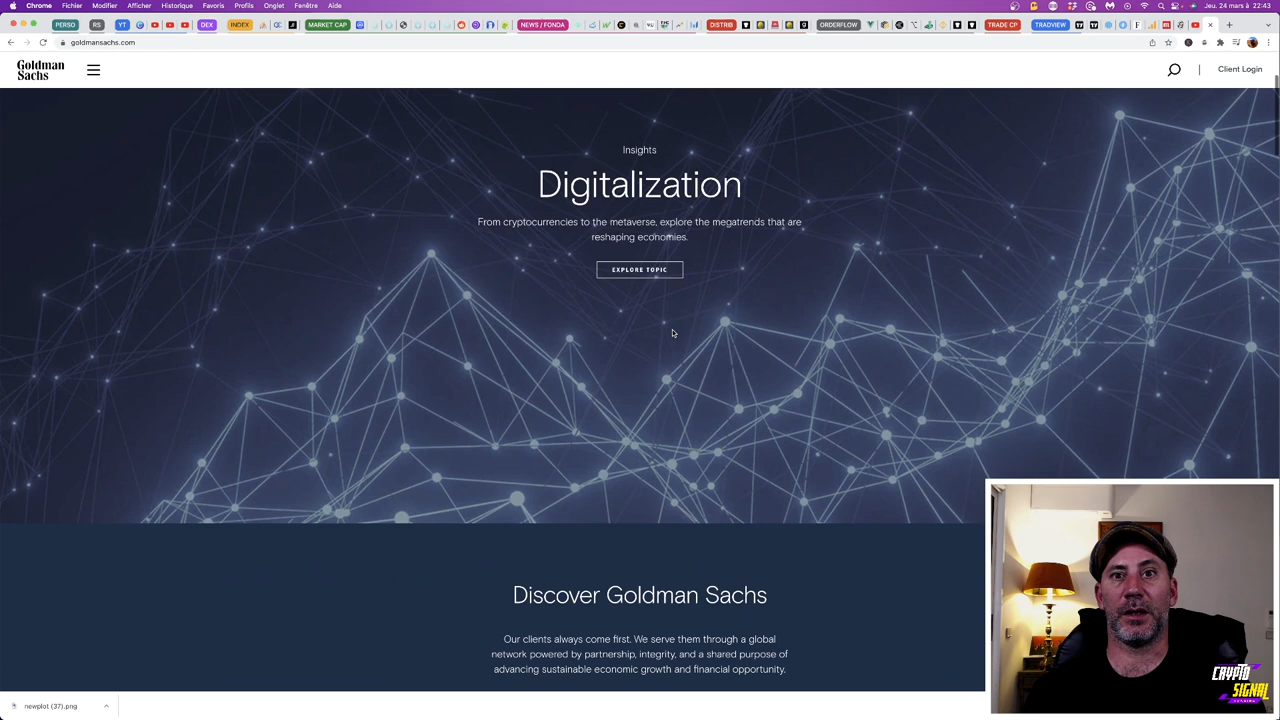 Chrome Fichier Modifier Afficher Historique Favoris Profils Onglet Fenêtre Aide Jeu. 24 mars à 22:43
PERSO RS YT DEX INDEX MARKET CAP NEWS / FONDA DISTRIB ORDERFLOW TRADE CP TRADVIEW
goldmansachs.com
Goldman
Sachs
Client Login
Insights
Digitalization
From cryptocurrencies to the metaverse, explore the megatrends that are
reshaping economies.
EXPLORE TOPIC
Discover Goldman Sachs
Our clients always come first. We serve them through a global
network powered by partnership, integrity, and a shared purpose of
advancing sustainable economic growth and financial opportunity.
CRYPTO
SIGNAL
newplot (37).png